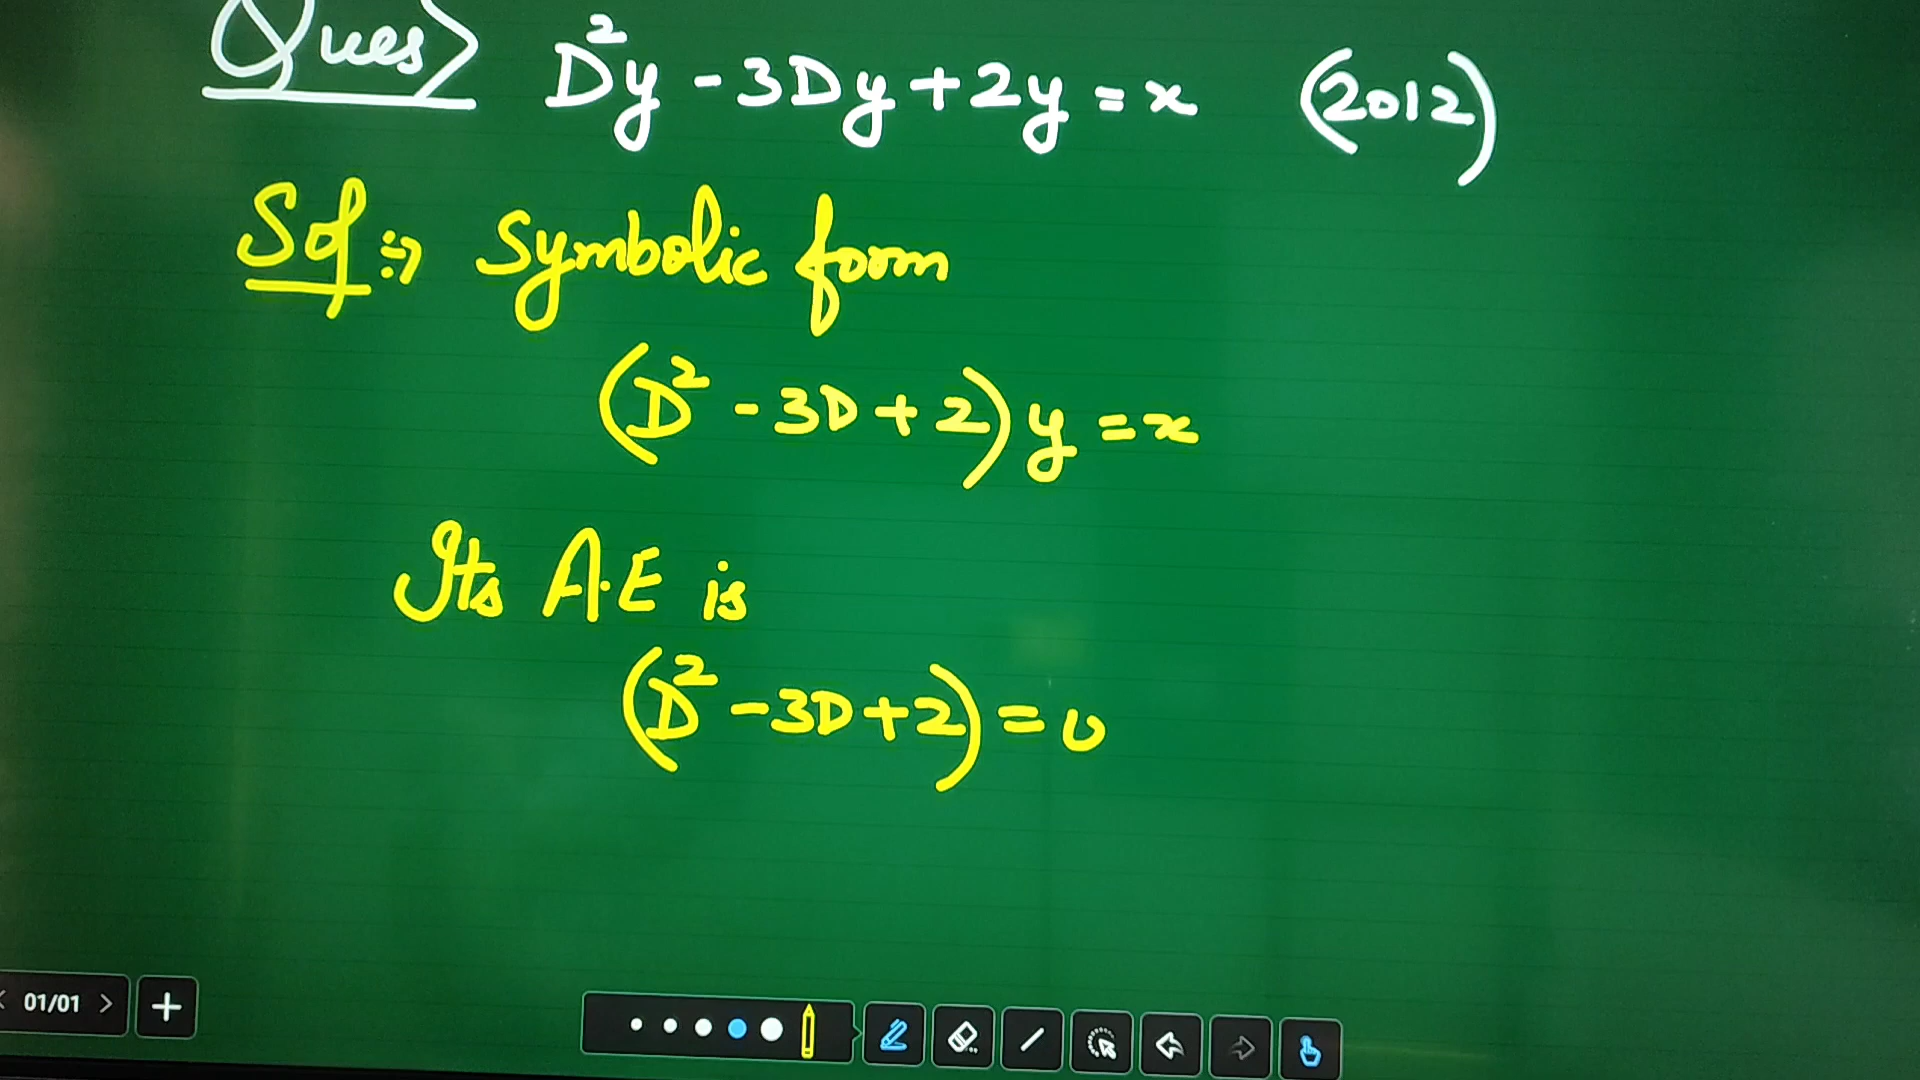 Ques> D²y - 3Dy + 2y = x (2012)
Sol :→ Symbolic form
(D² - 3D + 2) y = x
Its A.E is
(D² - 3D + 2) = 0
01/01